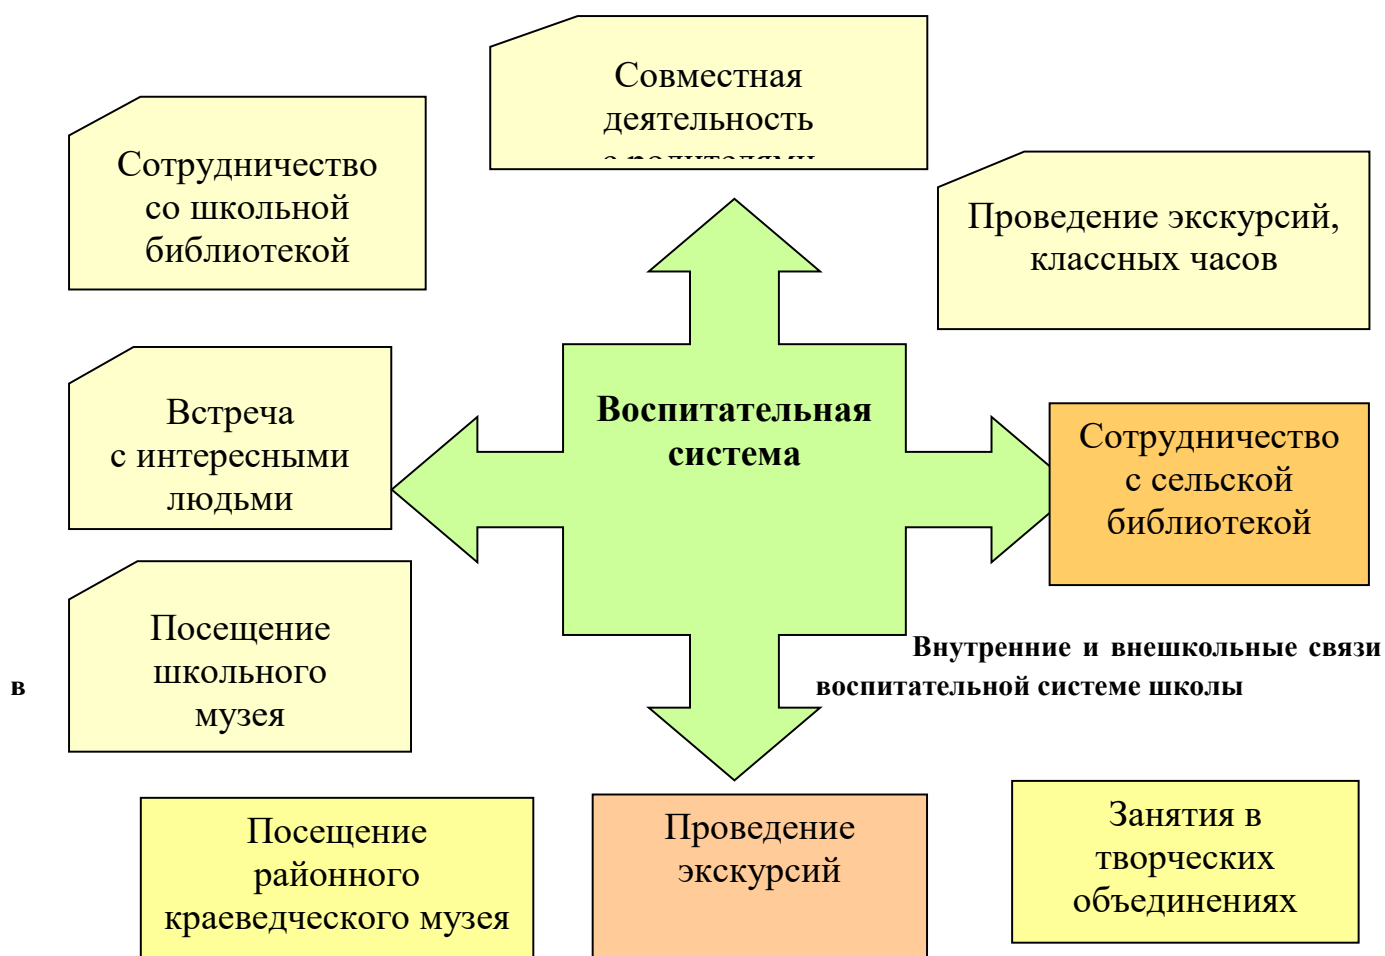 Совместная
деятельность
с родителями
Сотрудничество
со школьной
библиотекой
Проведение экскурсий,
классных часов
Встреча
с интересными
людьми
Воспитательная
система
Сотрудничество
с сельской
библиотекой
Посещение
школьного
музея
Внутренние и внешкольные связи
в воспитательной системе школы
Посещение
районного
краеведческого музея
Проведение
экскурсий
Занятия в
творческих
объединениях